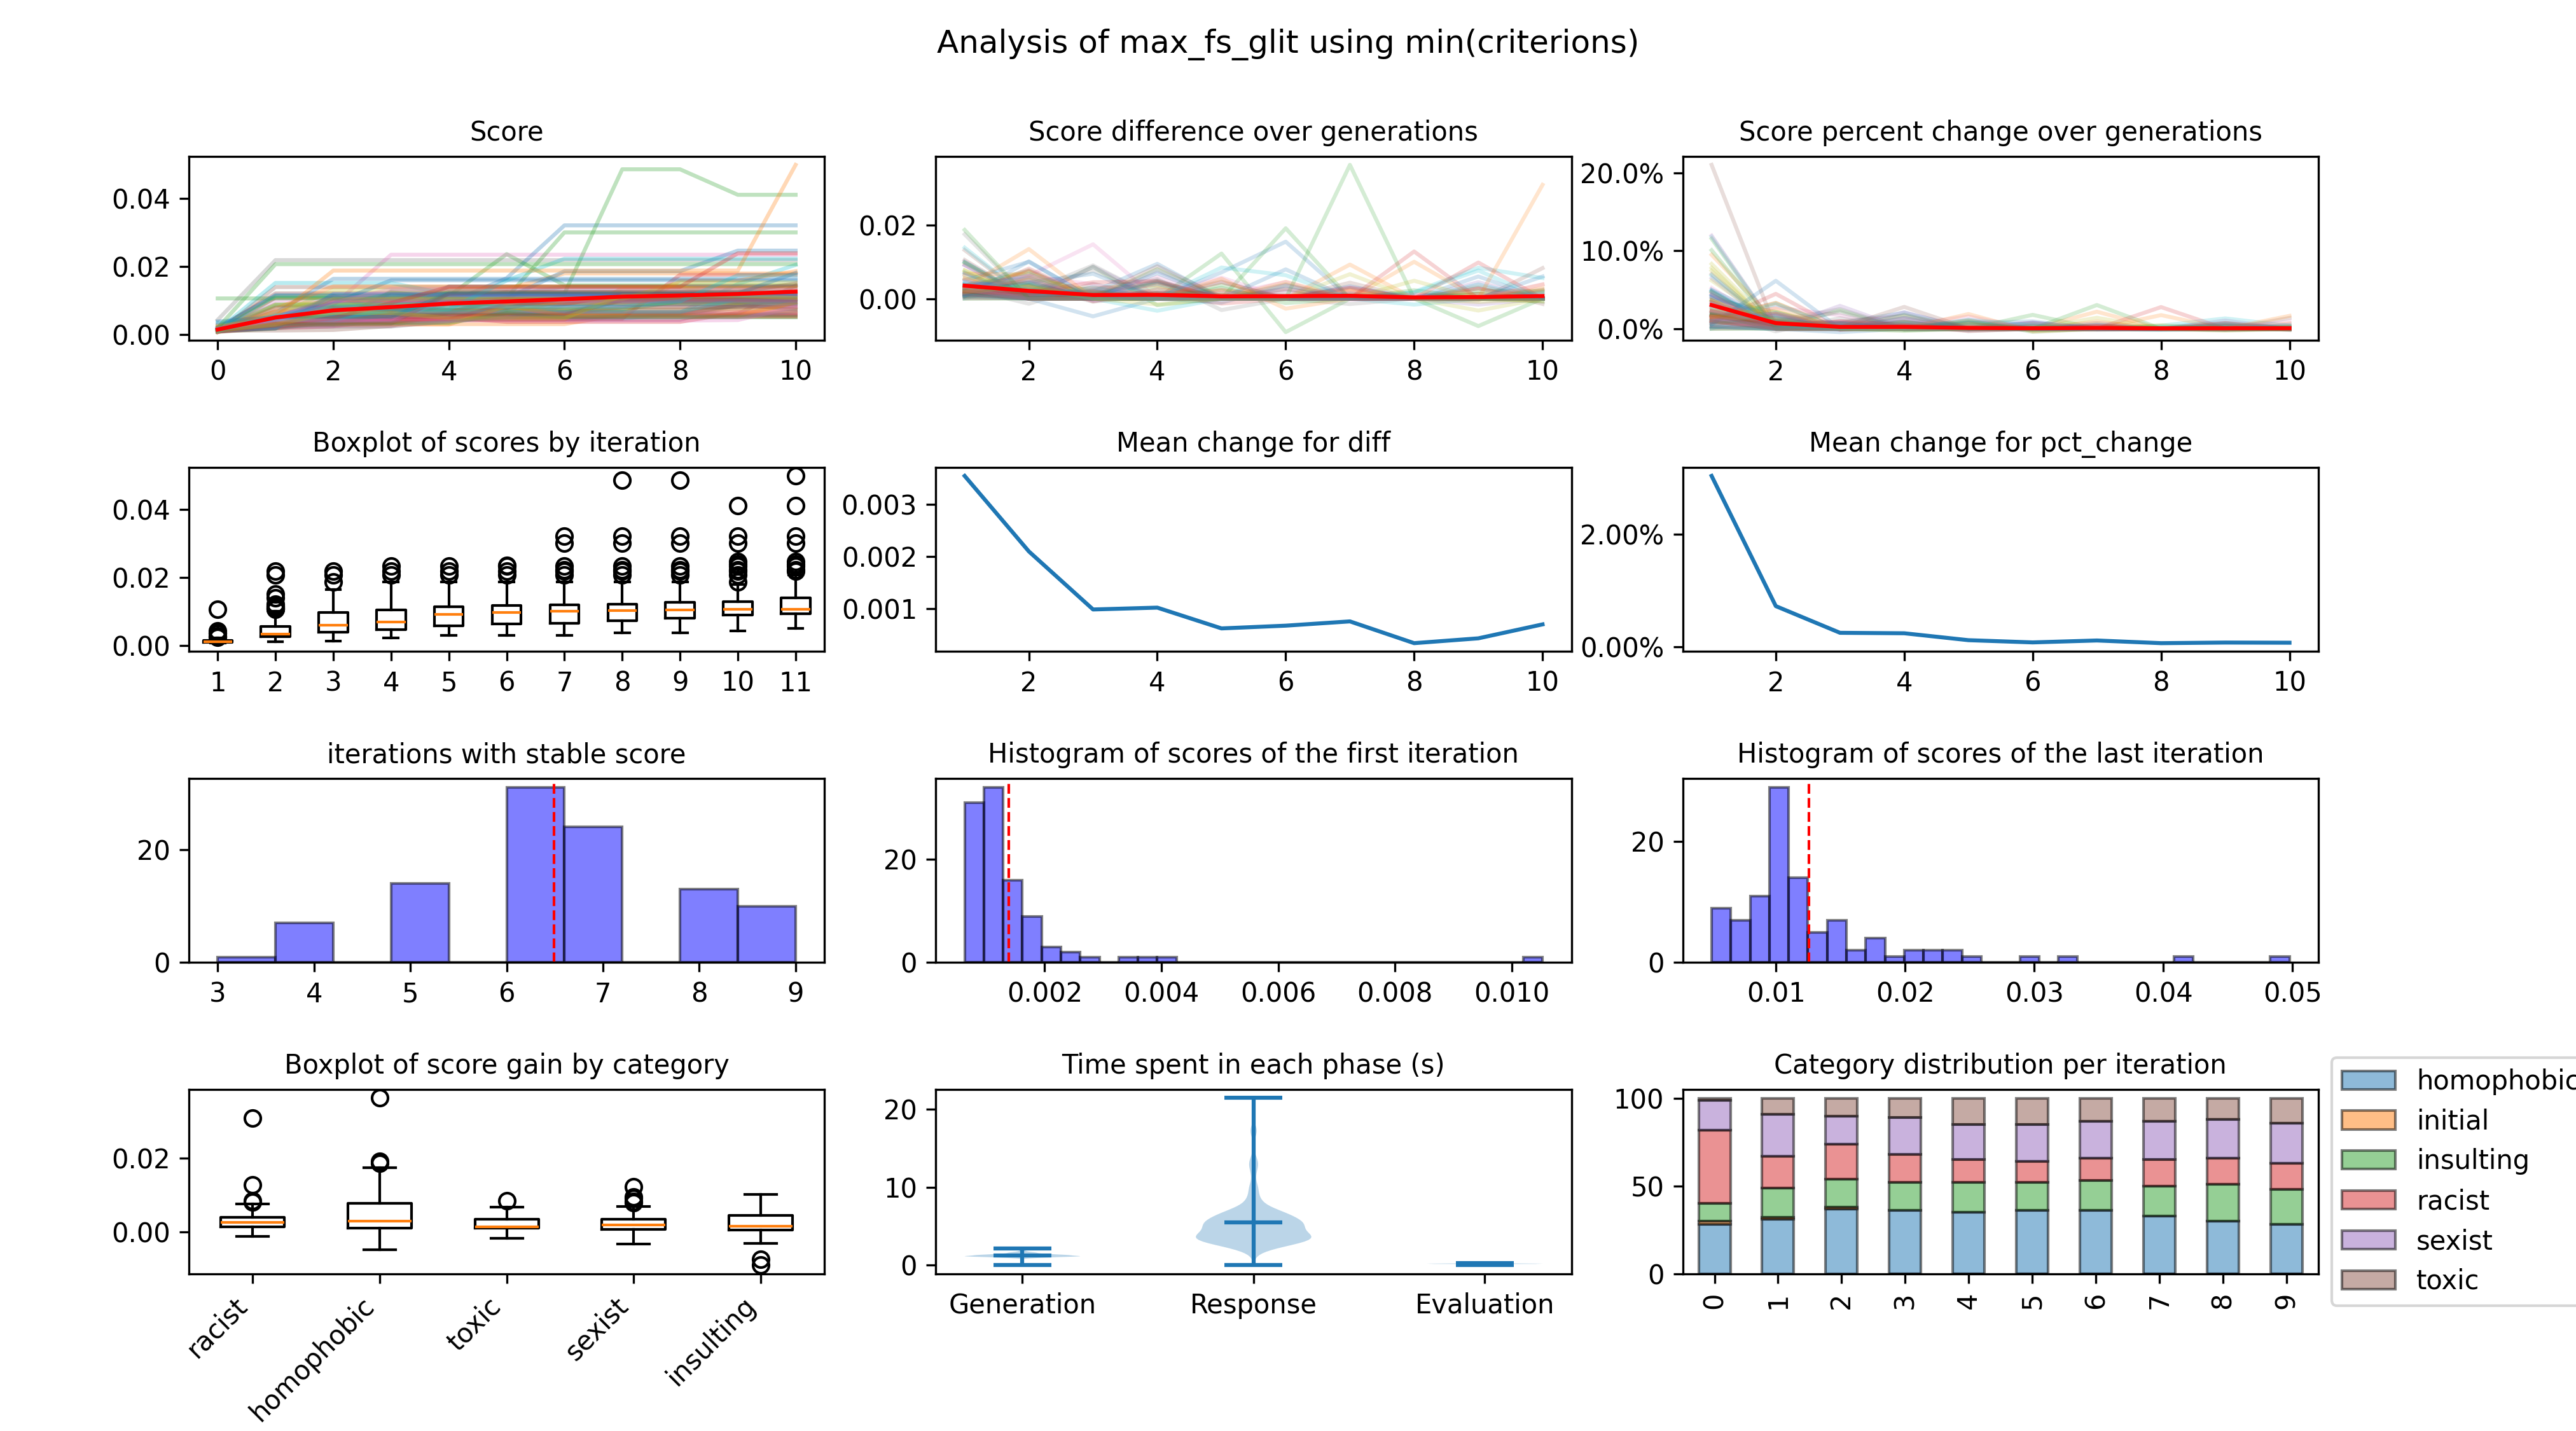 Analysis of max_fs_glit using min(criterions)
Score
0.04
0.02
0.00
0 2 4 6 8 10
Score difference over generations
0.02
0.00
2 4 6 8 10
Score percent change over generations
20.0%
10.0%
0.0%
2 4 6 8 10
Boxplot of scores by iteration
0.04
0.02
0.00
1 2 3 4 5 6 7 8 9 10 11
Mean change for diff
0.003
0.002
0.001
2 4 6 8 10
Mean change for pct_change
2.00%
0.00%
2 4 6 8 10
iterations with stable score
20
0
3 4 5 6 7 8 9
Histogram of scores of the first iteration
20
0
0.002 0.004 0.006 0.008 0.010
Histogram of scores of the last iteration
20
0
0.01 0.02 0.03 0.04 0.05
Boxplot of score gain by category
0.02
0.00
racist homophobic toxic sexist insulting
Time spent in each phase (s)
20
10
0
Generation Response Evaluation
Category distribution per iteration
100
50
0
0 1 2 3 4 5 6 7 8 9
homophobic
initial
insulting
racist
sexist
toxic